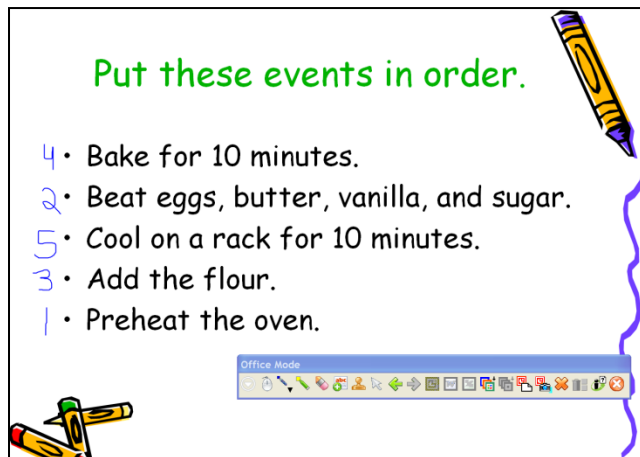 Put these events in order.
4 • Bake for 10 minutes.
2 • Beat eggs, butter, vanilla, and sugar.
5 • Cool on a rack for 10 minutes.
3 • Add the flour.
1 • Preheat the oven.
Office Mode